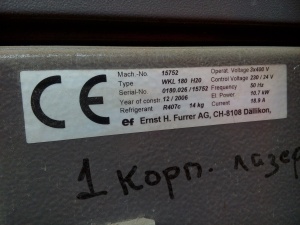 CE
Mach.-No. 15752 Operat. Voltage 3x400 V
Type WKL 180 H20 Control Voltage 230 / 24 V
Serial-No 0180.026 / 15752 Frequency 50 Hz
Year of constr 12 / 2006 El. Power 10.7 kW
Refrigerant R407c 14 kg Current 18.9 A
ef Ernst H. Furrer AG, CH-8108 Dällikon,
1 Корп. лазер